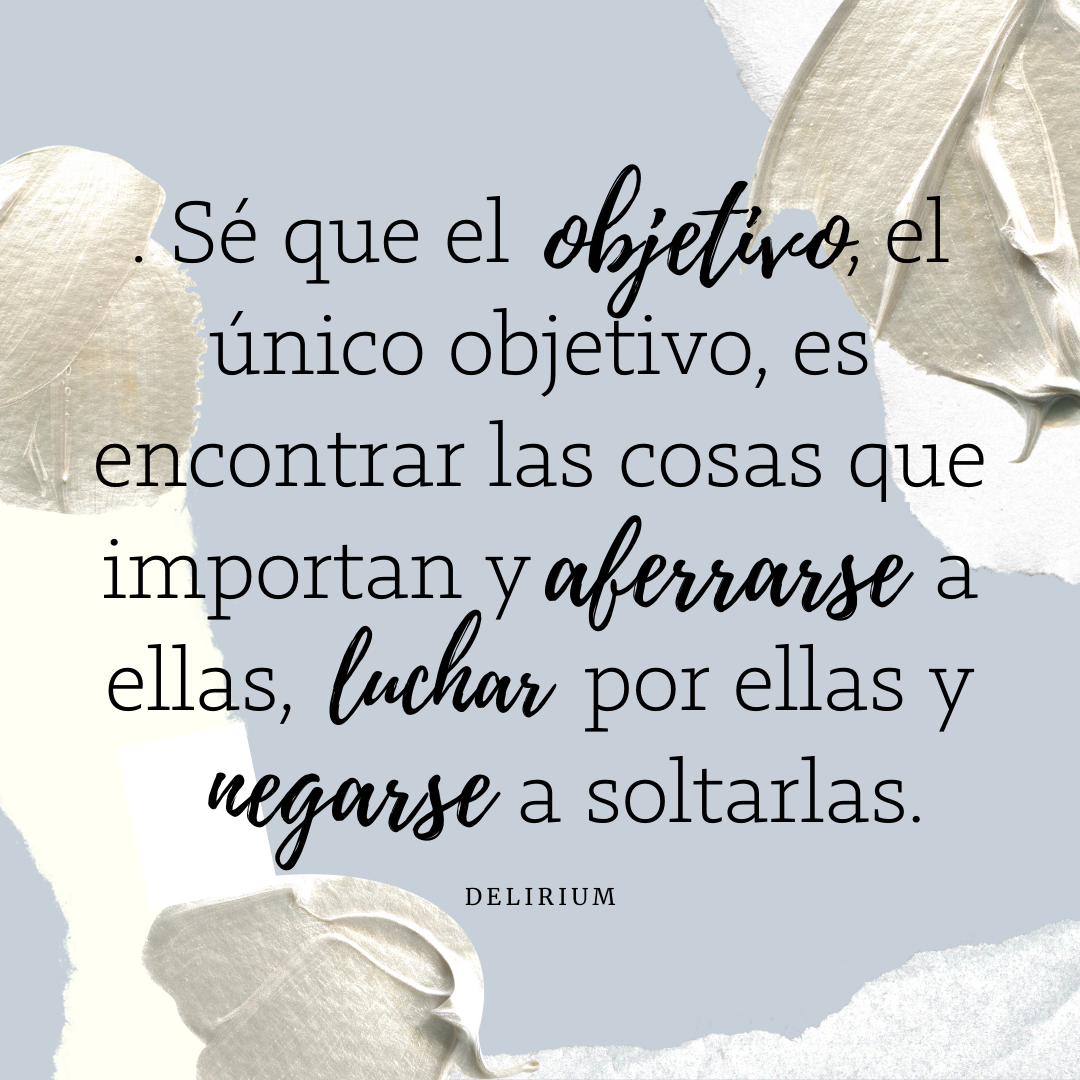 . Sé que el objetivo, el
único objetivo, es
encontrar las cosas que
importan y aferrarse a
ellas, luchar por ellas y
negarse a soltarlas.
DELIRIUM